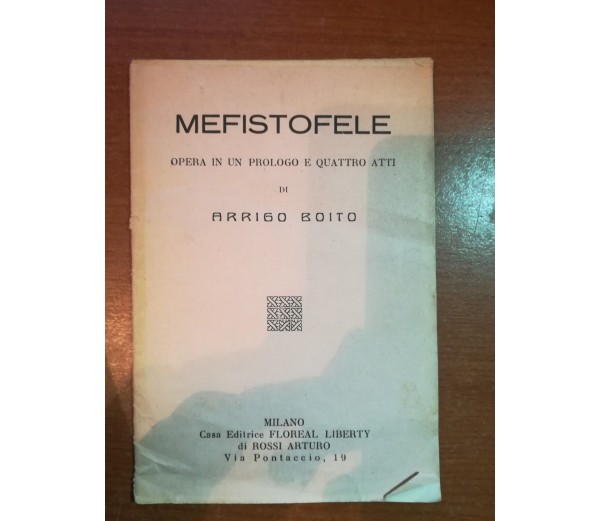 MEFISTOFELE
OPERA IN UN PROLOGO E QUATTRO ATTI
DI
ARRIGO BOITO
MILANO
Casa Editrice FLOREAL LIBERTY
di ROSSI ARTURO
Via Pontaccio, 19